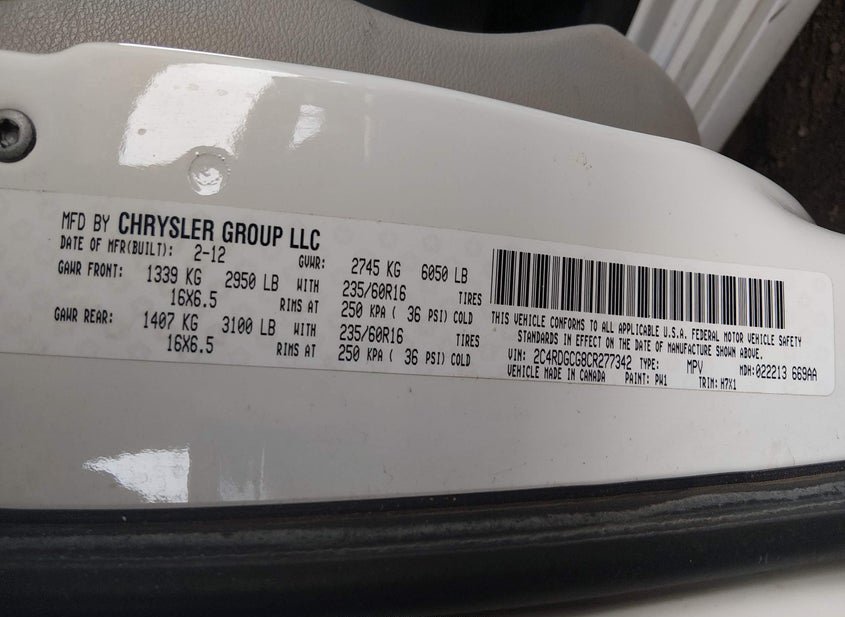 MFD BY CHRYSLER GROUP LLC
DATE OF MFR(BUILT): 2-12 GVWR: 2745 KG 6050 LB
GAWR FRONT: 1339 KG 2950 LB WITH 235/60R16 TIRES
16X6.5 RIMS AT 250 KPA ( 36 PSI) COLD
GAWR REAR: 1407 KG 3100 LB WITH 235/60R16 TIRES
16X6.5 RIMS AT 250 KPA ( 36 PSI) COLD
THIS VEHICLE CONFORMS TO ALL APPLICABLE U.S.A. FEDERAL MOTOR VEHICLE SAFETY
STANDARDS IN EFFECT ON THE DATE OF MANUFACTURE SHOWN ABOVE.
VIN: 2C4RDGCG8CR277342 TYPE: MPV MDH:022213 669AA
VEHICLE MADE IN CANADA PAINT: PW1 TRIM: H7X1